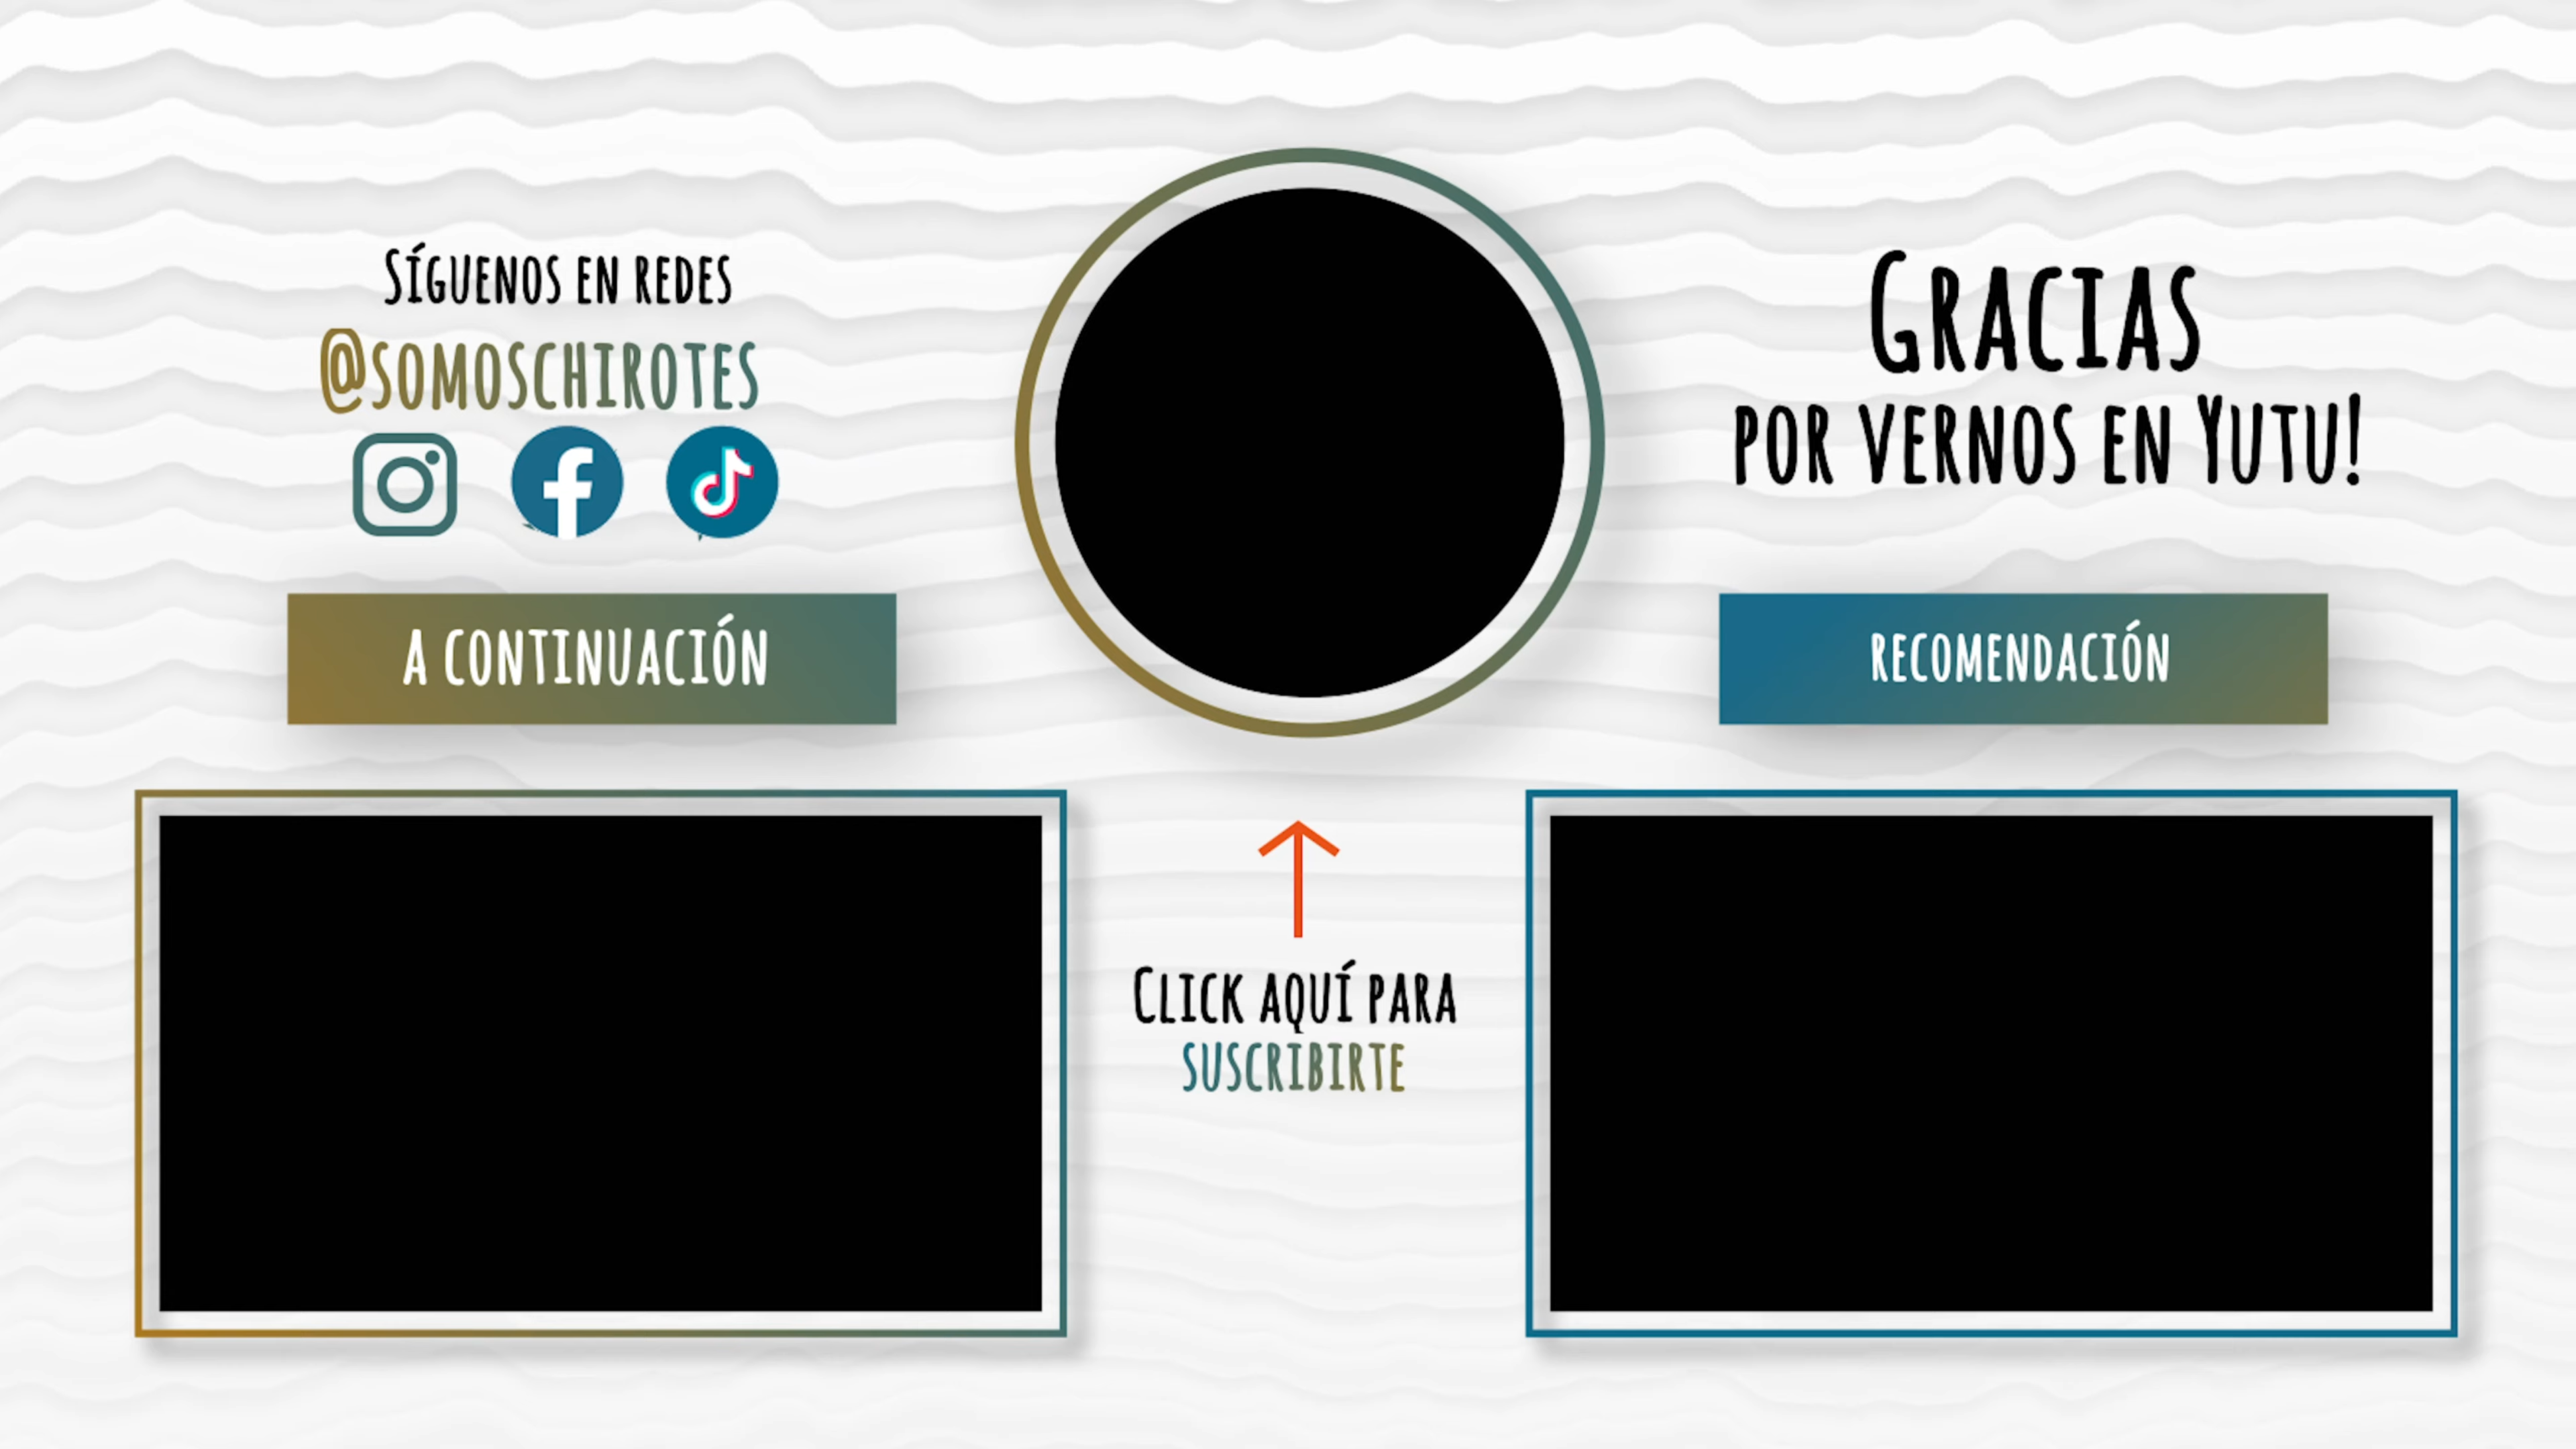 Síguenos en redes
@somoschirotes
Gracias
por vernos en Yutu!
A continuación
recomendación
Click aquí para
suscribirte